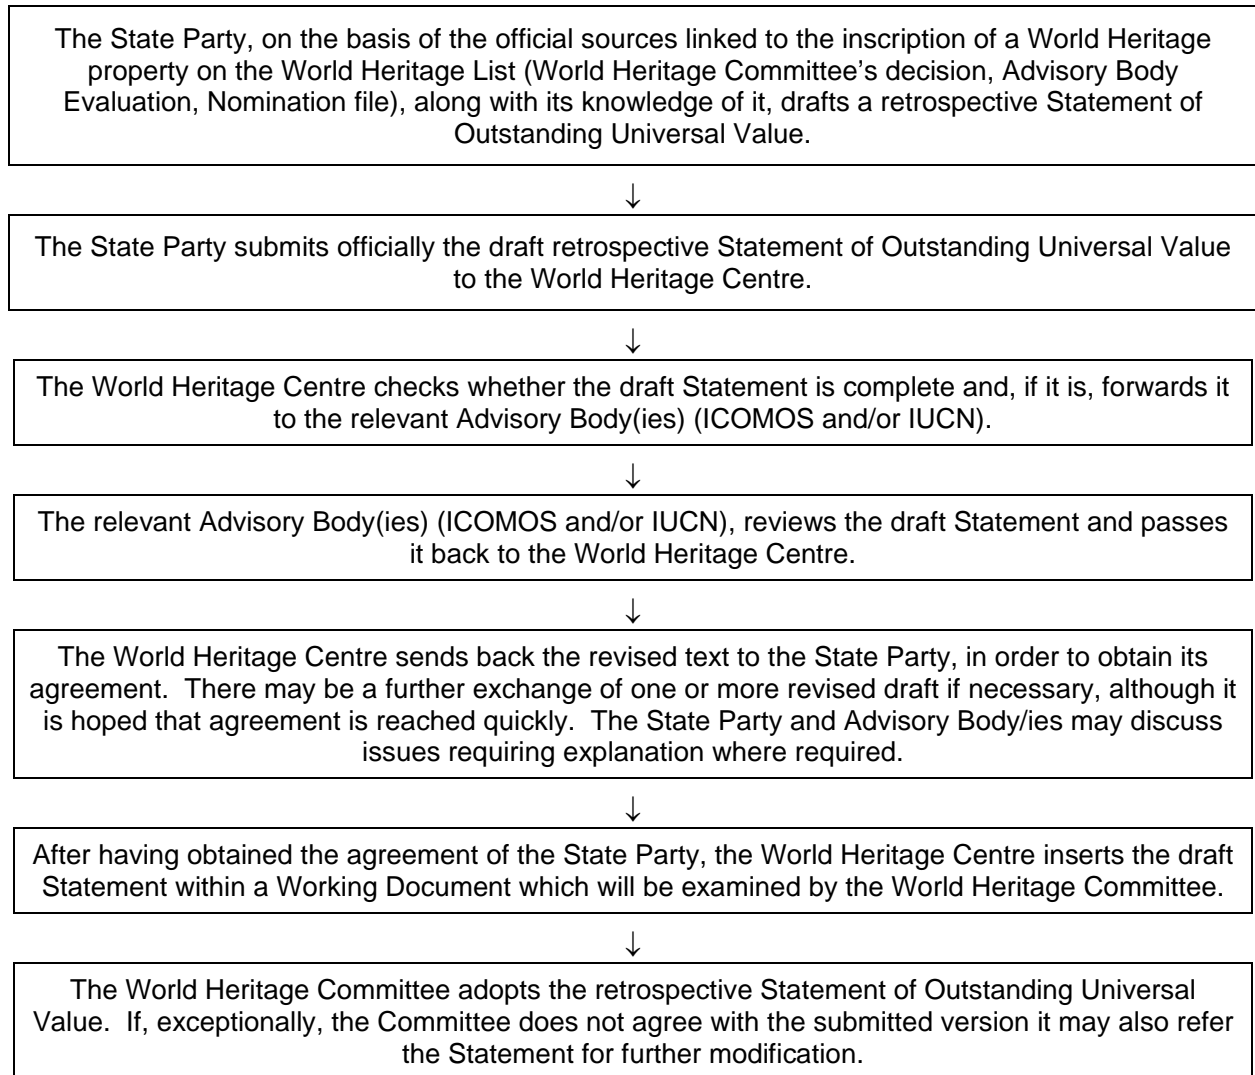 The State Party, on the basis of the official sources linked to the inscription of a World Heritage
property on the World Heritage List (World Heritage Committee's decision, Advisory Body
Evaluation, Nomination file), along with its knowledge of it, drafts a retrospective Statement of
Outstanding Universal Value.
↓
The State Party submits officially the draft retrospective Statement of Outstanding Universal Value
to the World Heritage Centre.
↓
The World Heritage Centre checks whether the draft Statement is complete and, if it is, forwards it
to the relevant Advisory Body(ies) (ICOMOS and/or IUCN).
↓
The relevant Advisory Body(ies) (ICOMOS and/or IUCN), reviews the draft Statement and passes
it back to the World Heritage Centre.
↓
The World Heritage Centre sends back the revised text to the State Party, in order to obtain its
agreement. There may be a further exchange of one or more revised draft if necessary, although it
is hoped that agreement is reached quickly. The State Party and Advisory Body/ies may discuss
issues requiring explanation where required.
↓
After having obtained the agreement of the State Party, the World Heritage Centre inserts the draft
Statement within a Working Document which will be examined by the World Heritage Committee.
↓
The World Heritage Committee adopts the retrospective Statement of Outstanding Universal
Value. If, exceptionally, the Committee does not agree with the submitted version it may also refer
the Statement for further modification.